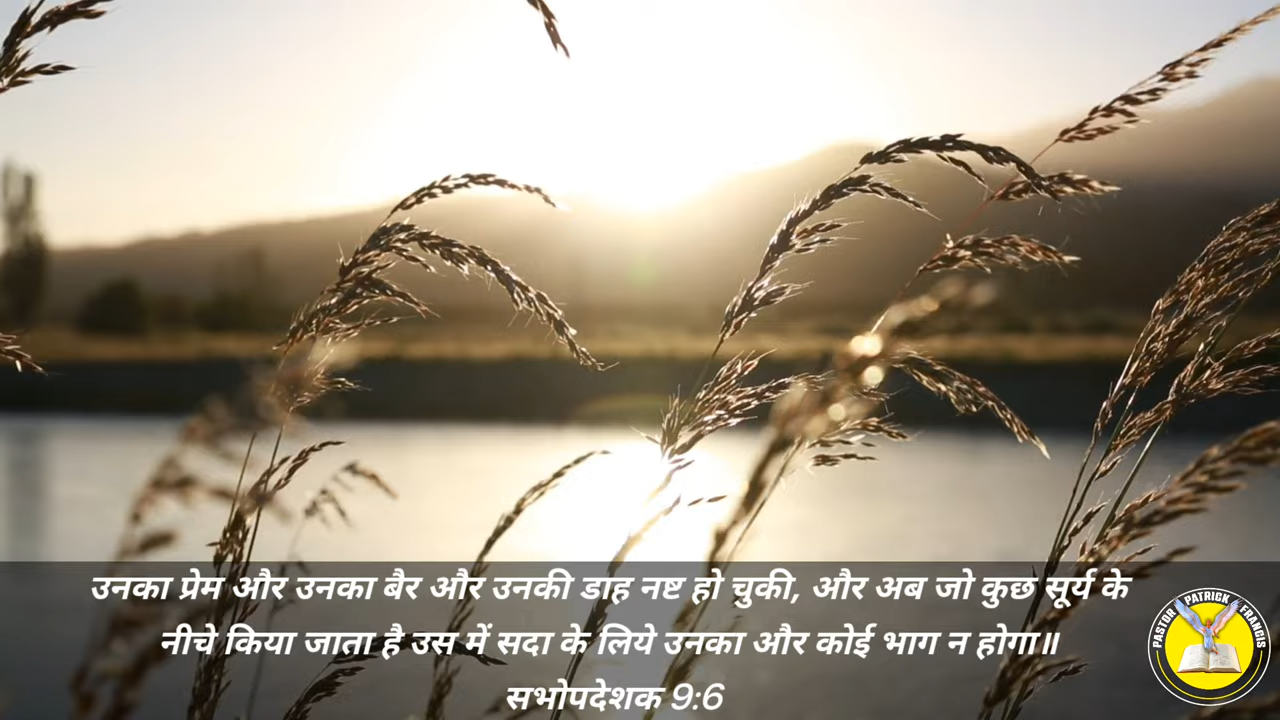 उनका प्रेम और उनका बैर और उनकी डाह नष्ट हो चुकी, और अब जो कुछ सूर्य के
नीचे किया जाता है उस में सदा के लिये उनका और कोई भाग न होगा॥
सभोपदेशक 9:6
PASTOR PATRICK FRANCIS